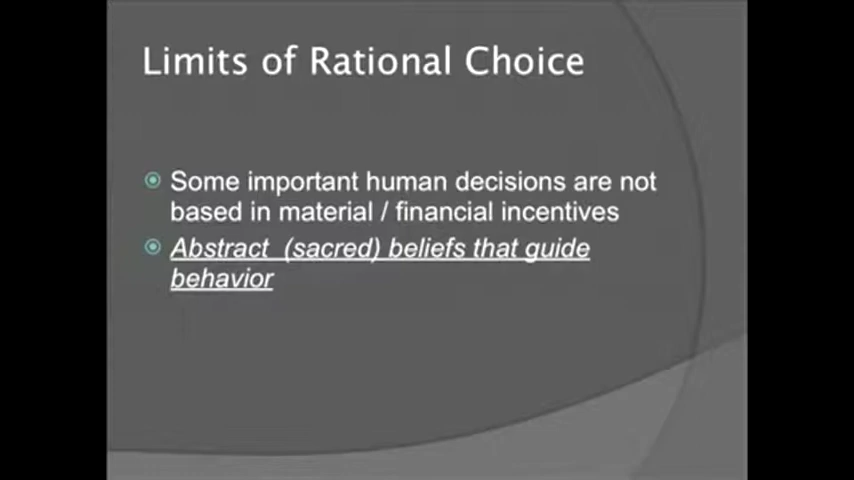 Limits of Rational Choice
Some important human decisions are not
based in material / financial incentives
Abstract (sacred) beliefs that guide
behavior